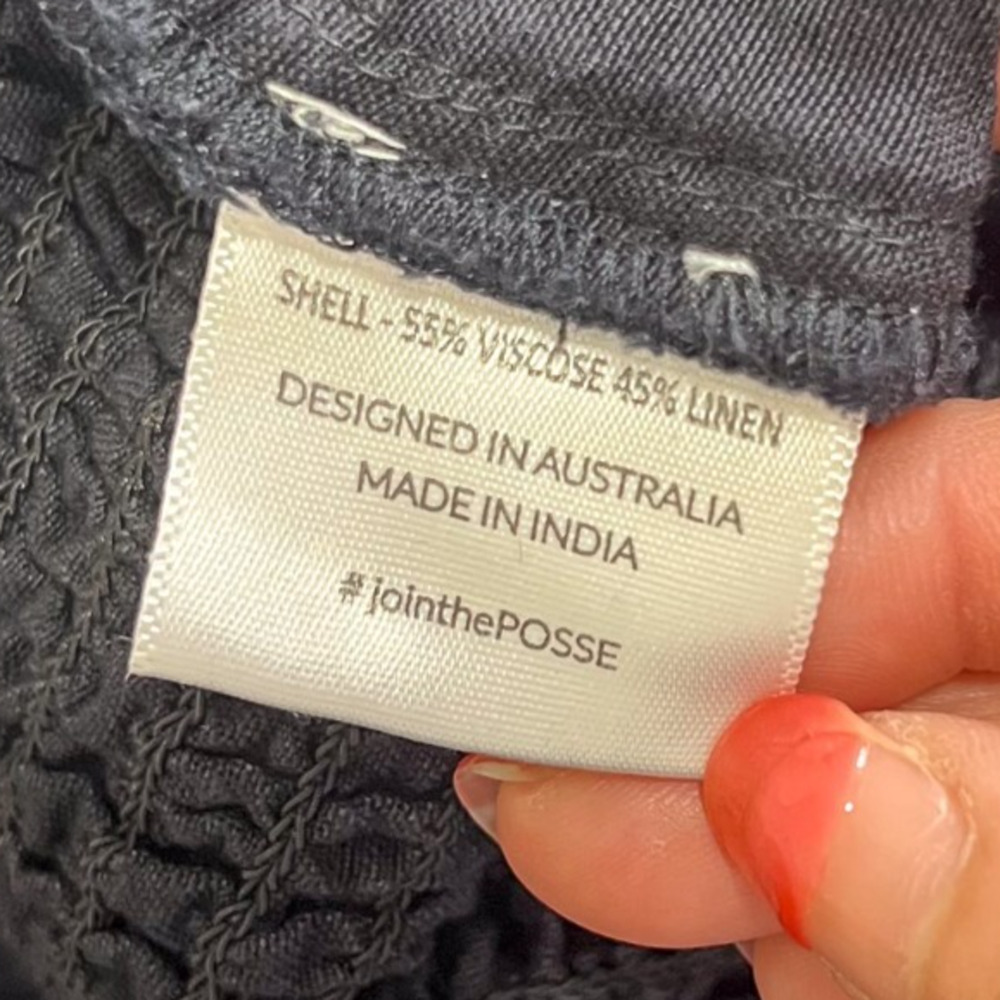 SHELL - 55% VISCOSE 45% LINEN
DESIGNED IN AUSTRALIA
MADE IN INDIA
# jointhePOSSE